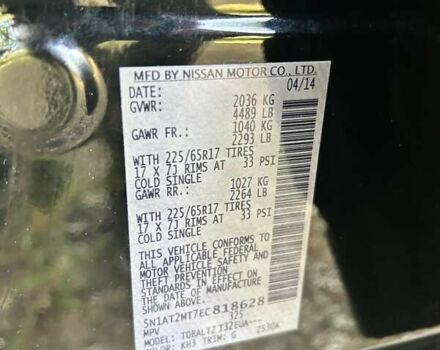 MFD BY NISSAN MOTOR CO., LTD.
DATE: 04/14
GVWR: 2036 KG
4489 LB
GAWR FR.: 1040 KG
2293 LB
WITH 225/65R17 TIRES
17 X 7J RIMS AT 33 PSI
COLD SINGLE
GAWR RR.: 1027 KG
2264 LB
WITH 225/65R17 TIRES
17 X 7J RIMS AT 33 PSI
COLD SINGLE
THIS VEHICLE CONFORMS TO
ALL APPLICABLE FEDERAL
MOTOR VEHICLE SAFETY AND
THEFT PREVENTION
STANDARDS IN EFFECT ON
THE DATE OF MANUFACTURE
SHOWN ABOVE.
5N1AT2MT7EC818628
MPV 325
MODEL: T32EUA
COLOR: KH3 TRIM: G